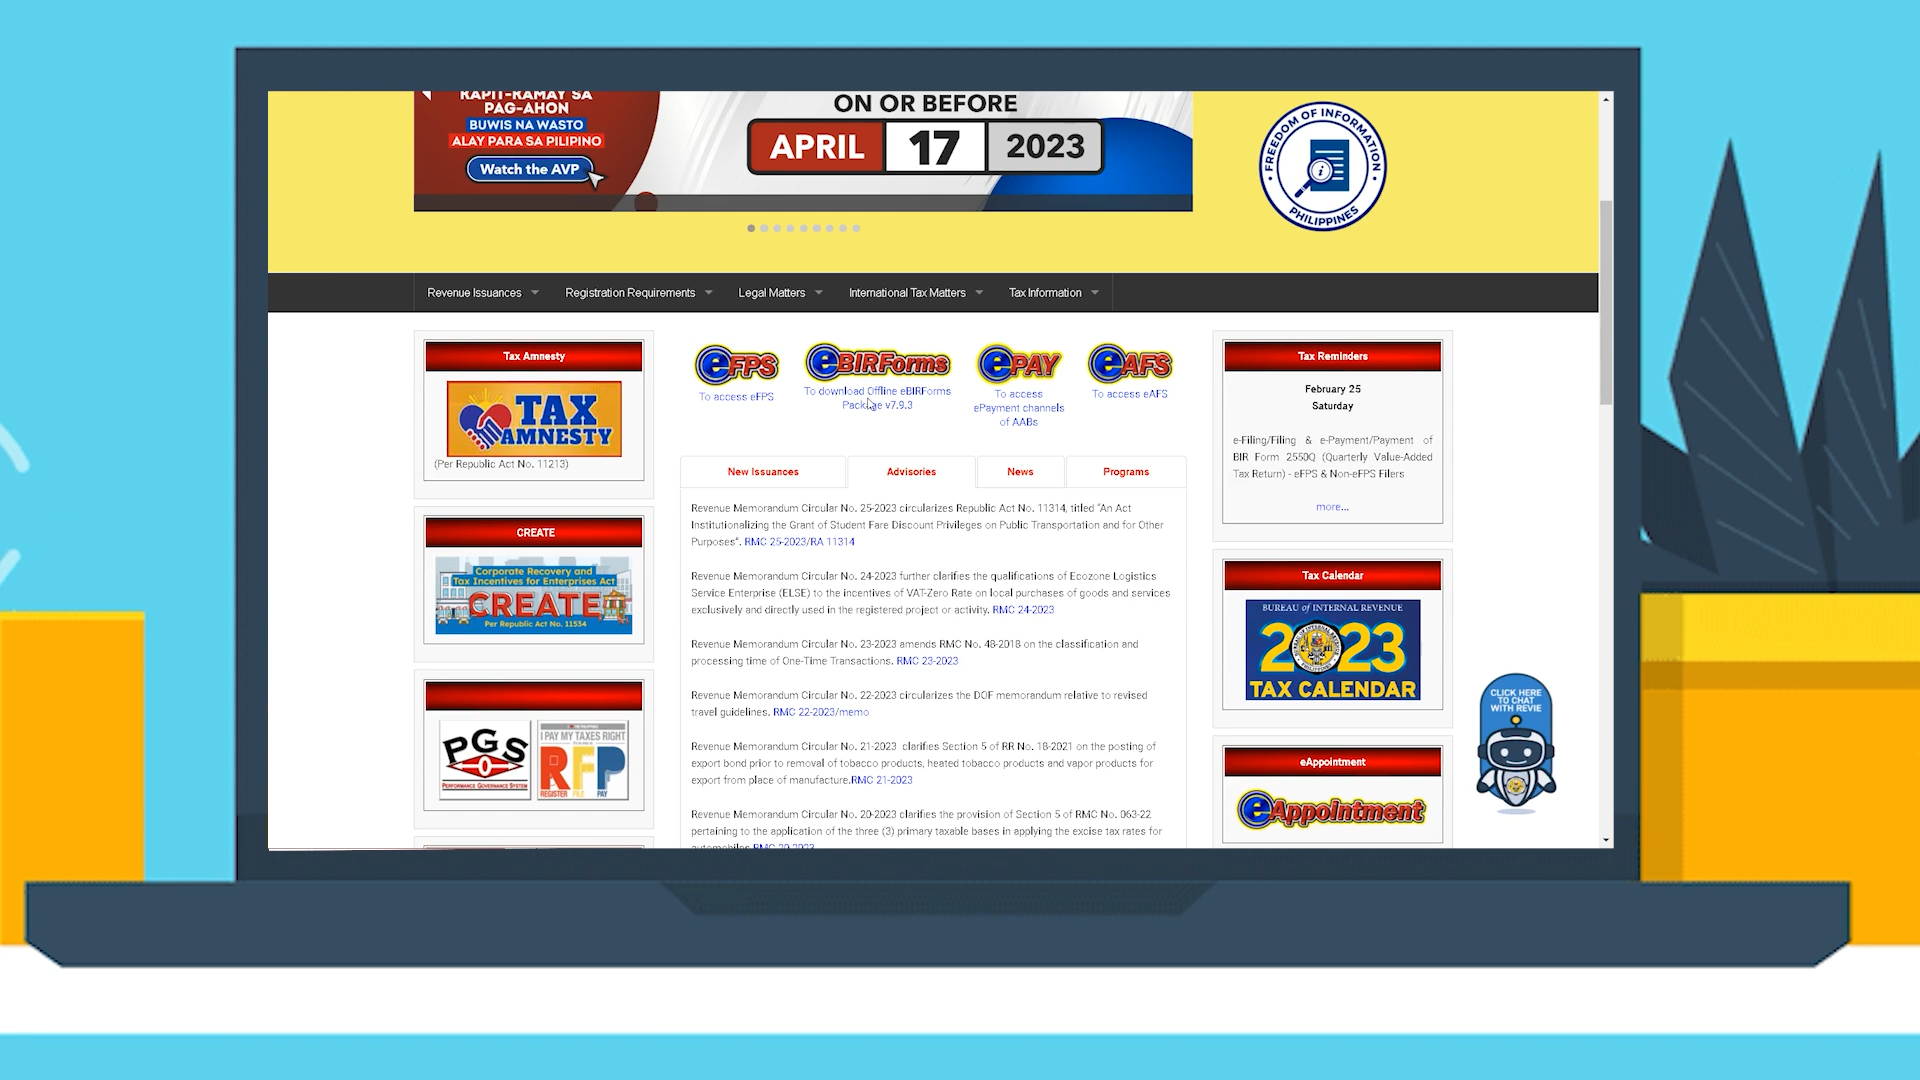 KAPIT-KAMAY SA
PAG-AHON
BUWIS NA WASTO
ALAY PARA SA PILIPINO
Watch the AVP
ON OR BEFORE
APRIL 17 2023
FREEDOM OF INFORMATION
PHILIPPINES
Revenue Issuances
Registration Requirements
Legal Matters
International Tax Matters
Tax Information
Tax Amnesty
TAX
AMNESTY
(Per Republic Act No. 11213)
CREATE
Corporate Recovery and
Tax Incentives for Enterprises Act
CREATE
Per Republic Act No. 11534
PGS
PERFORMANCE GOVERNANCE SYSTEM
I PAY MY TAXES RIGHT
RFP
REGISTER FILE PAY
eFPS
To access eFPS
eBIRForms
To download Offline eBIRForms
Package v7.9.3
ePAY
To access
ePayment channels
of AABs
eAFS
To access eAFS
New Issuances
Advisories
News
Programs
Revenue Memorandum Circular No. 25-2023 circularizes Republic Act No. 11314, titled "An Act
Institutionalizing the Grant of Student Fare Discount Privileges on Public Transportation and for Other
Purposes". RMC 25-2023/RA 11314
Revenue Memorandum Circular No. 24-2023 further clarifies the qualifications of Ecozone Logistics
Service Enterprise (ELSE) to the incentives of VAT-Zero Rate on local purchases of goods and services
exclusively and directly used in the registered project or activity. RMC 24-2023
Revenue Memorandum Circular No. 23-2023 amends RMC No. 48-2018 on the classification and
processing time of One-Time Transactions. RMC 23-2023
Revenue Memorandum Circular No. 22-2023 circularizes the DOF memorandum relative to revised
travel guidelines. RMC 22-2023/memo
Revenue Memorandum Circular No. 21-2023 clarifies Section 5 of RR No. 18-2021 on the posting of
export bond prior to removal of tobacco products, heated tobacco products and vapor products for
export from place of manufacture.RMC 21-2023
Revenue Memorandum Circular No. 20-2023 clarifies the provision of Section 5 of RMC No. 063-22
pertaining to the application of the three (3) primary taxable bases in applying the excise tax rates for
automobiles RMC 20-2023
Tax Reminders
February 25
Saturday
e-Filing/Filing & e-Payment/Payment of
BIR Form 2550Q (Quarterly Value-Added
Tax Return) - eFPS & Non-eFPS Filers
more...
Tax Calendar
BUREAU of INTERNAL REVENUE
2023
TAX CALENDAR
eAppointment
eAppointment
CLICK HERE
TO CHAT
WITH REVIE